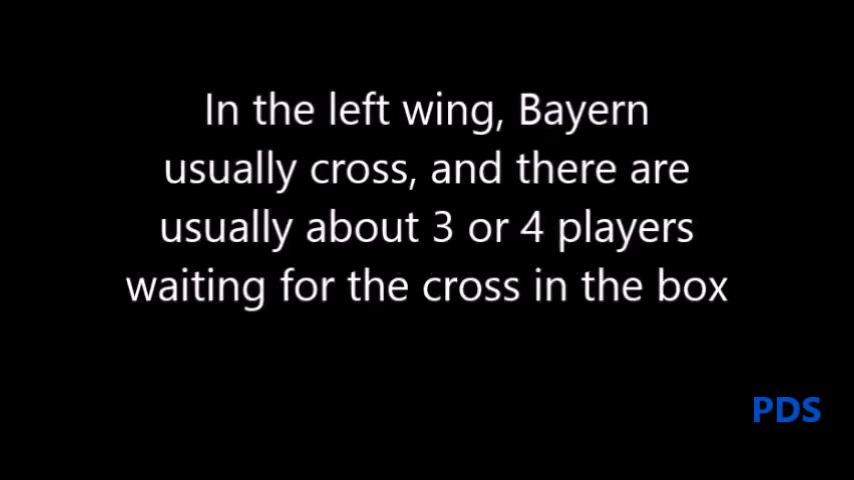 In the left wing, Bayern
usually cross, and there are
usually about 3 or 4 players
waiting for the cross in the box
PDS